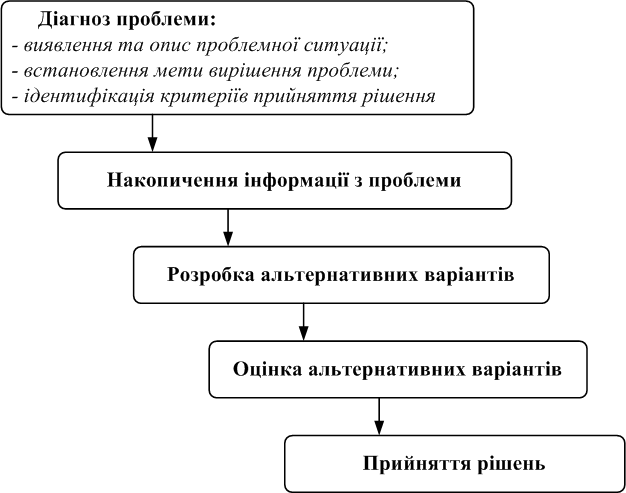 Діагноз проблеми:
- виявлення та опис проблемної ситуації;
- встановлення мети вирішення проблеми;
- ідентифікація критеріїв прийняття рішення
Накопичення інформації з проблеми
Розробка альтернативних варіантів
Оцінка альтернативних варіантів
Прийняття рішень